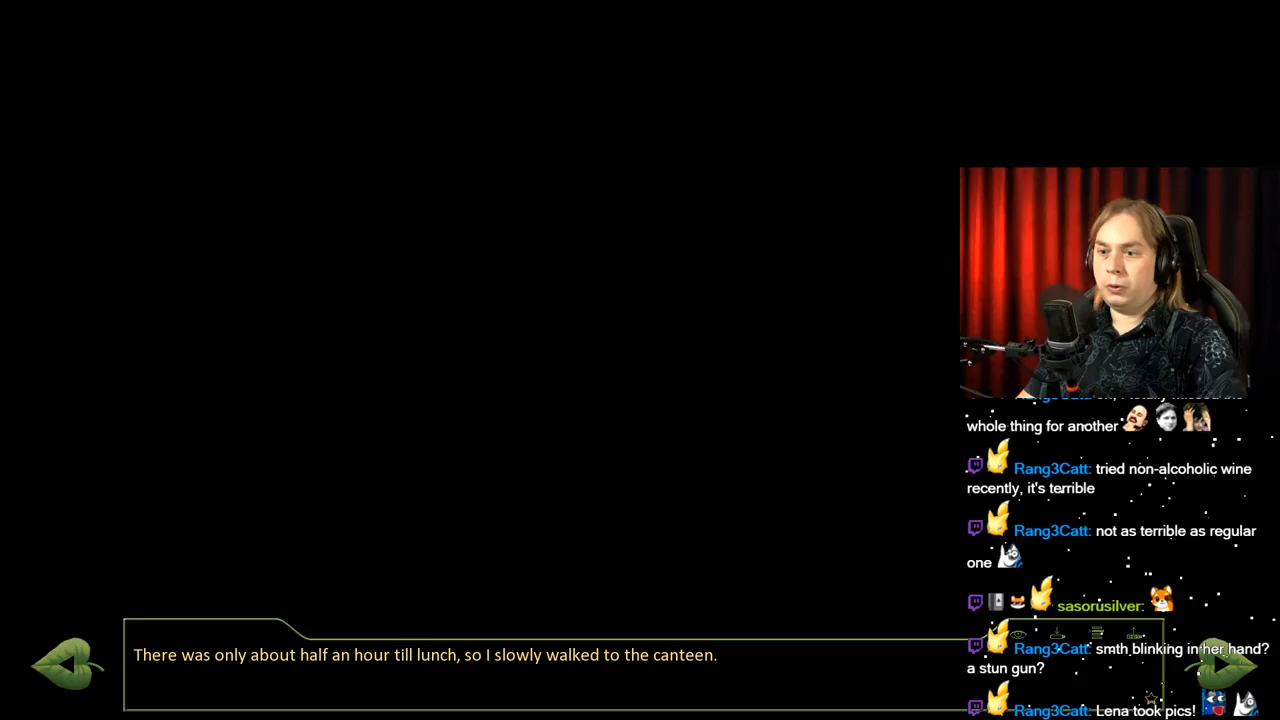 whole thing for another
Rang3Catt: tried non-alcoholic wine
recently, it's terrible
Rang3Catt: not as terrible as regular
one
sasorusilver:
There was only about half an hour till lunch, so I slowly walked to the canteen.
Rang3Catt: smth blinking in her hand?
a stun gun?
Rang3Catt: Lena took pics!